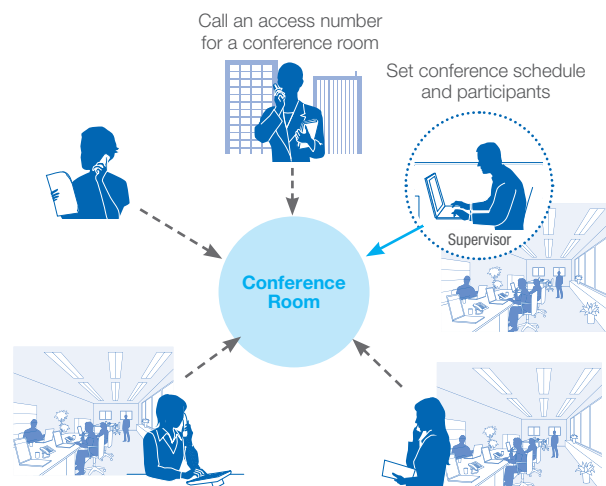 Call an access number
for a conference room
Set conference schedule
and participants
Supervisor
Conference
Room